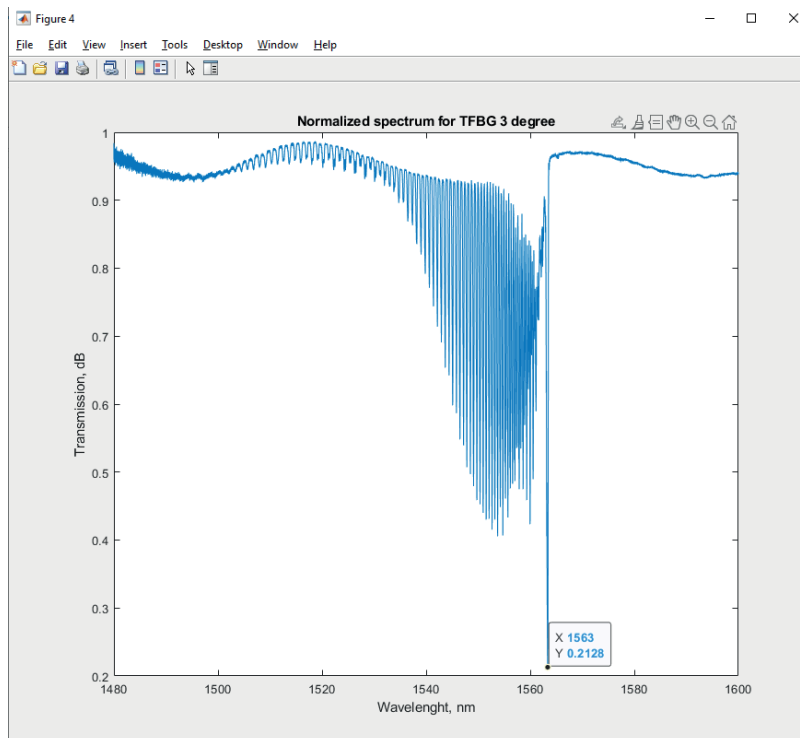 Figure 4
File Edit View Insert Tools Desktop Window Help
Normalized spectrum for TFBG 3 degree
1
0.9
0.8
0.7
0.6
0.5
0.4
0.3
0.2
Transmission, dB
X 1563
Y 0.2128
1480 1500 1520 1540 1560 1580 1600
Wavelenght, nm